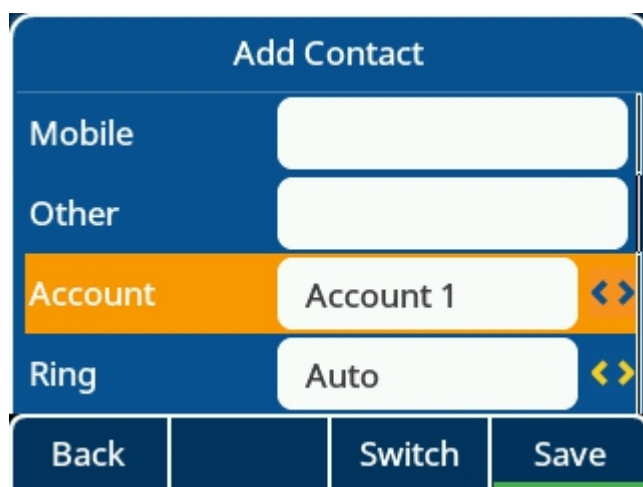 Add Contact
Mobile
Other
Account Account 1
Ring Auto
Back Switch Save